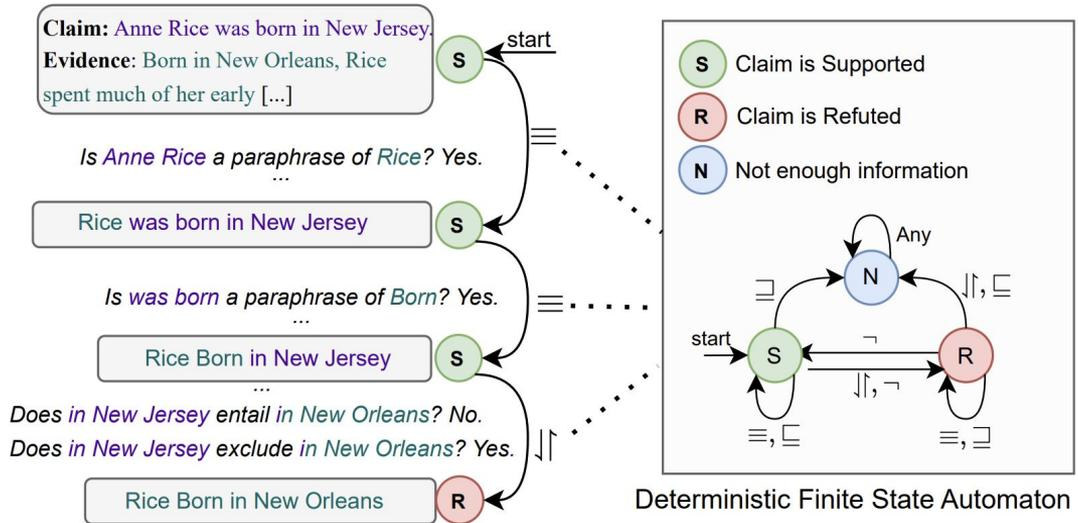 Claim: Anne Rice was born in New Jersey.
Evidence: Born in New Orleans, Rice
spent much of her early [...]
S
start
≡
Is Anne Rice a paraphrase of Rice? Yes.
...
Rice was born in New Jersey
S
≡
Is was born a paraphrase of Born? Yes.
...
Rice Born in New Jersey
S
...
Does in New Jersey entail in New Orleans? No.
Does in New Jersey exclude in New Orleans? Yes.
⥯
Rice Born in New Orleans
R
S Claim is Supported
R Claim is Refuted
N Not enough information
Any
N
⊒
⥯, ⊑
start
S
¬
⥯, ¬
R
≡, ⊑
≡, ⊒
Deterministic Finite State Automaton